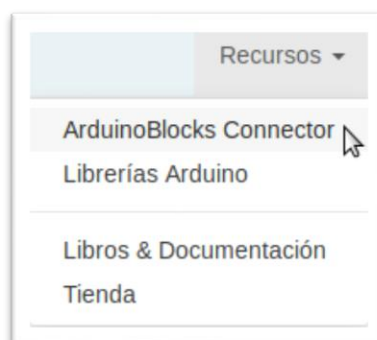 Recursos
ArduinoBlocks Connector
Librerías Arduino
Libros & Documentación
Tienda